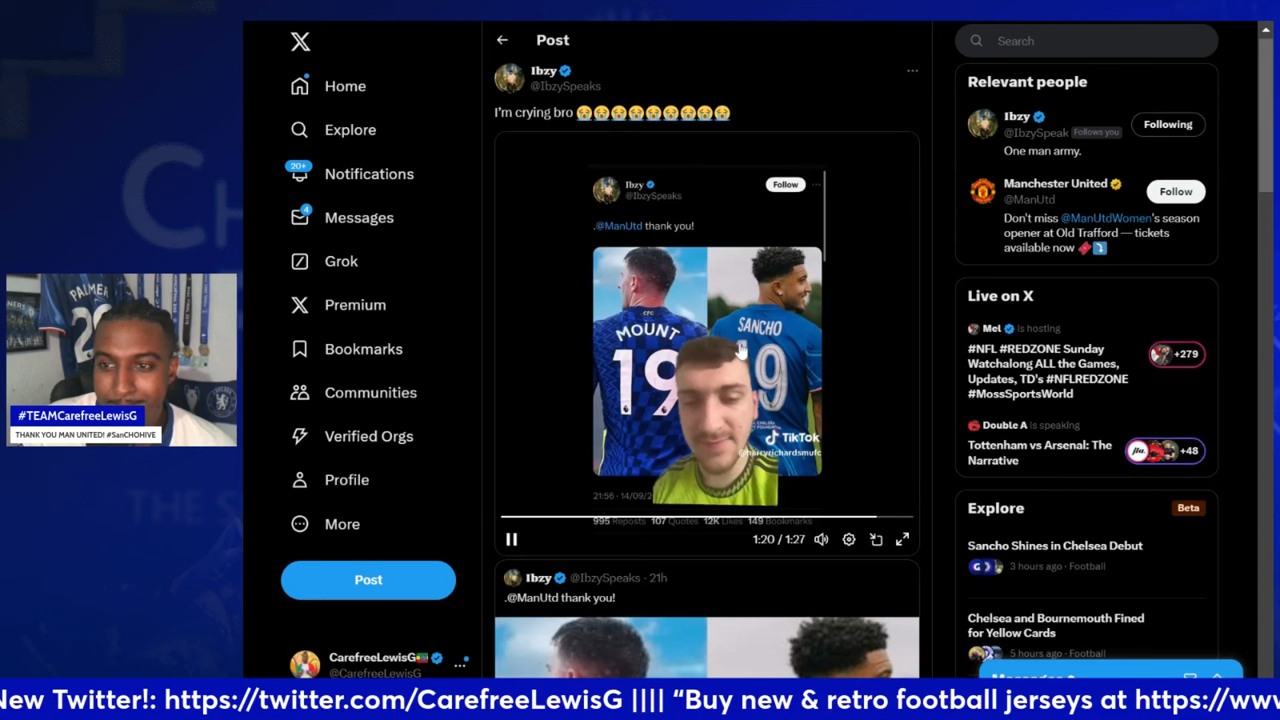 Home
Explore
20+
Notifications
4
Messages
Grok
Premium
Bookmarks
Communities
Verified Orgs
Profile
More
Post
CarefreeLewisG
@CarefreeLewisG
Post
Ibzy
@IbzySpeaks
I'm crying bro 😭😭😭😭😭😭😭😭😭
Ibzy
@IbzySpeaks
Follow
.@ManUtd thank you!
CFC
MOUNT
19
SANCHO
19
TikTok
@harryrichardsmufc
21:56 · 14/09/2
995 Reposts 107 Quotes 12K Likes 149 Bookmarks
1:20 / 1:27
Ibzy @IbzySpeaks · 21h
.@ManUtd thank you!
Search
Relevant people
Ibzy
@IbzySpeak Follows you
Following
One man army.
Manchester United
@ManUtd
Follow
Don't miss @ManUtdWomen's season
opener at Old Trafford — tickets
available now
Live on X
Mel is hosting
#NFL #REDZONE Sunday
Watchalong ALL the Games,
Updates, TD's #NFLREDZONE
#MossSportsWorld
+279
Double A is speaking
Tottenham vs Arsenal: The
Narrative
+48
Explore
Beta
Sancho Shines in Chelsea Debut
3 hours ago · Football
Chelsea and Bournemouth Fined
for Yellow Cards
5 hours ago · Football
PALMER
#TEAMCarefreeLewisG
THANK YOU MAN UNITED! #SanCHOHIVE
New Twitter!: https://twitter.com/CarefreeLewisG |||| “Buy new & retro football jerseys at https://www